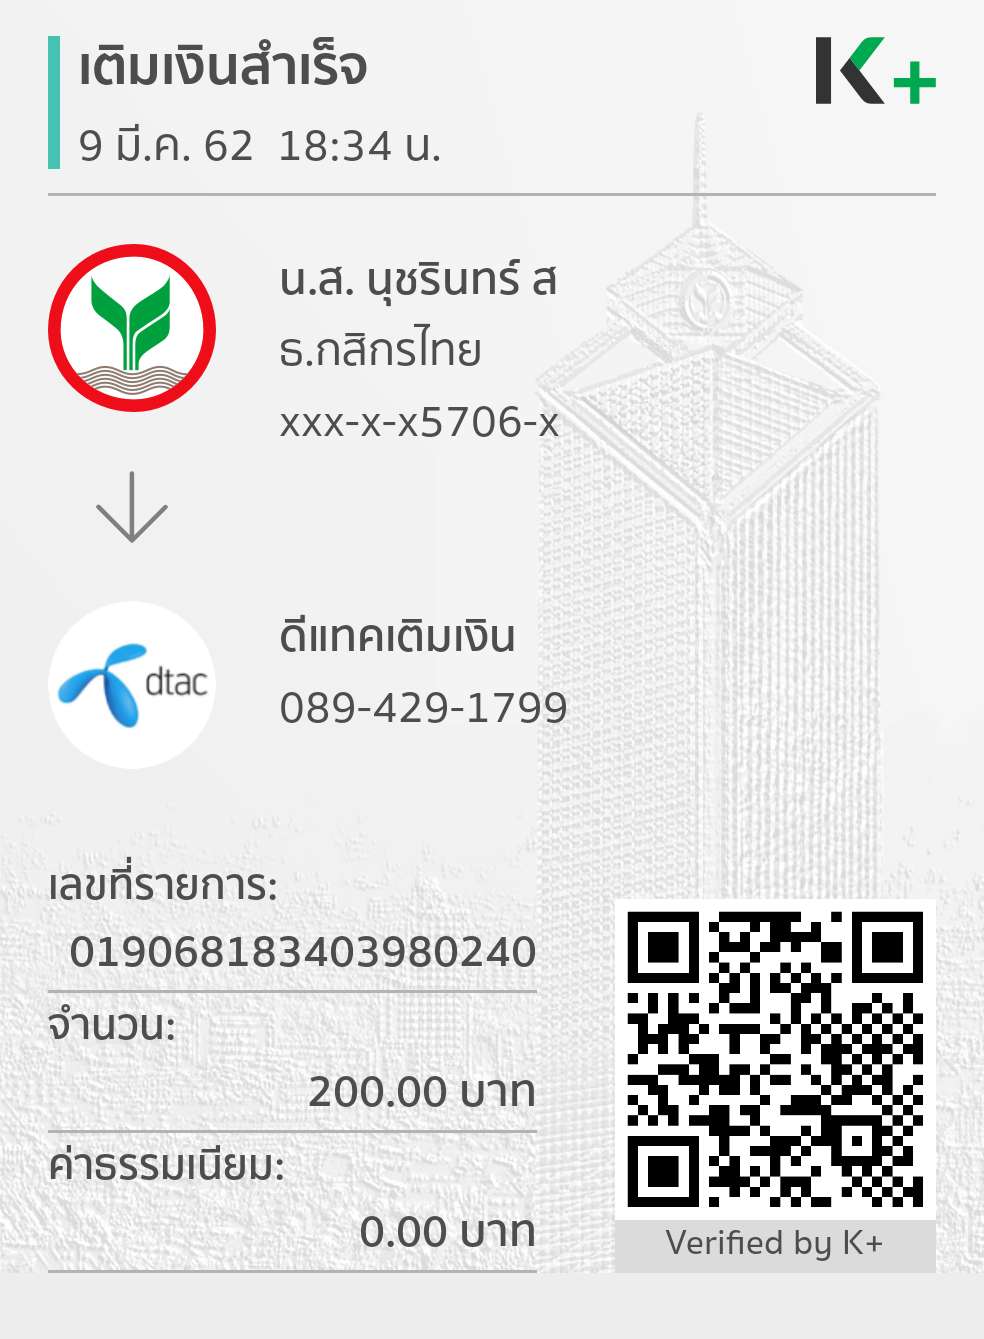 เติมเงินสำเร็จ
9 มี.ค. 62 18:34 น.
K+
น.ส. นุชรินทร์ ส
ธ.กสิกรไทย
xxx-x-x5706-x
dtac
ดีแทคเติมเงิน
089-429-1799
เลขที่รายการ:
019068183403980240
จำนวน:
200.00 บาท
ค่าธรรมเนียม:
0.00 บาท
Verified by K+